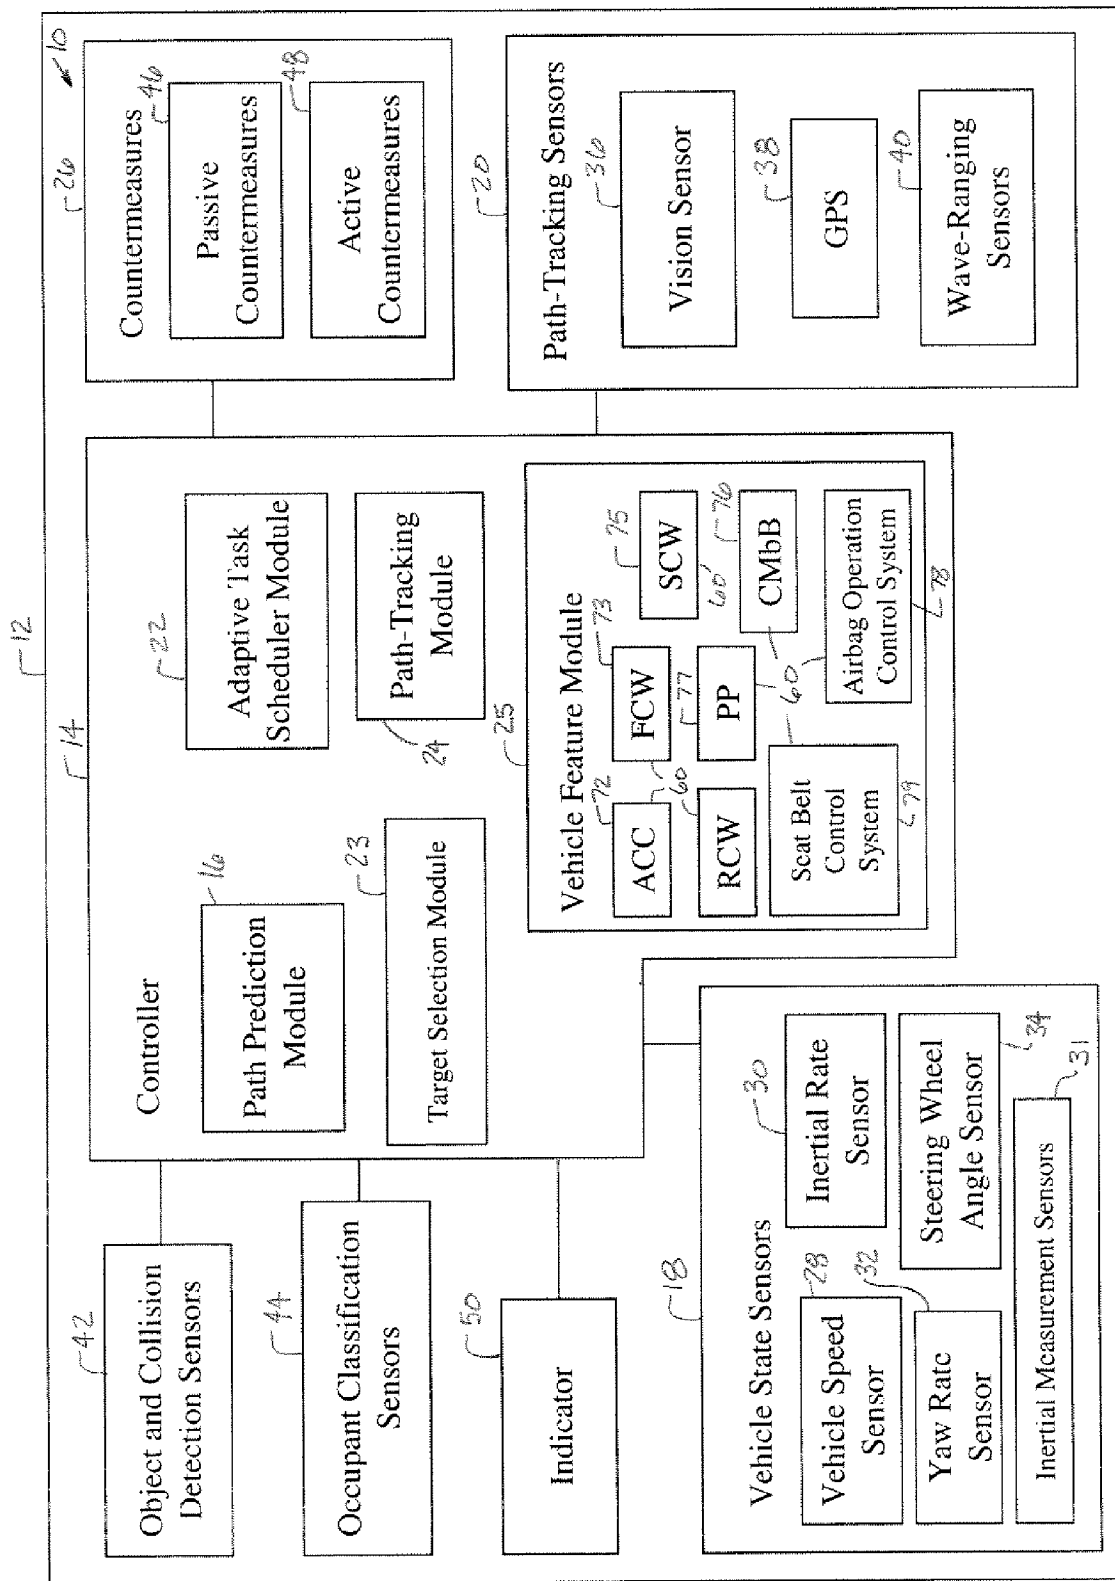 10
12
14
42
Object and Collision
Detection Sensors
44
Occupant Classification
Sensors
50
Indicator
Controller
16
Path Prediction
Module
23
Target Selection Module
22
Adaptive Task
Scheduler Module
Path-Tracking
Module
24
25
Vehicle Feature Module
72
ACC
73
FCW
75
SCW
60
RCW
77
PP
60
60'
76
CMbB
Seat Belt
Control
System
79
Airbag Operation
Control System
78
26
Countermeasures
46
Passive
Countermeasures
48
Active
Countermeasures
20
Path-Tracking Sensors
36
Vision Sensor
38
GPS
40
Wave-Ranging
Sensors
18
Vehicle State Sensors
28
Vehicle Speed
Sensor
30
Inertial Rate
Sensor
32
Yaw Rate
Sensor
Steering Wheel
Angle Sensor
34
Inertial Measurement Sensors
31